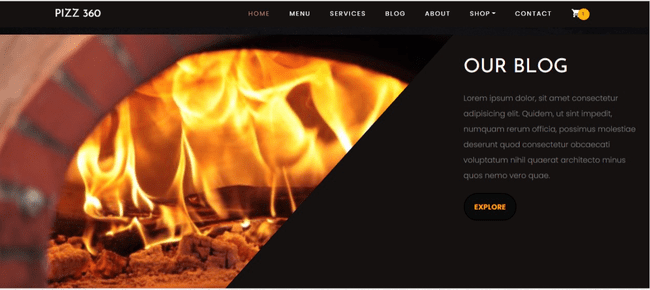 PIZZ 360
HOME MENU SERVICES BLOG ABOUT SHOP CONTACT
OUR BLOG
Lorem ipsum dolor, sit amet consectetur
adipisicing elit. Quidem, ut sint impedit,
numquam rerum officia, possimus molestiae
deserunt quod consectetur obcaecati
voluptatum nihil quaerat architecto minus
quos nemo vero quae.
EXPLORE